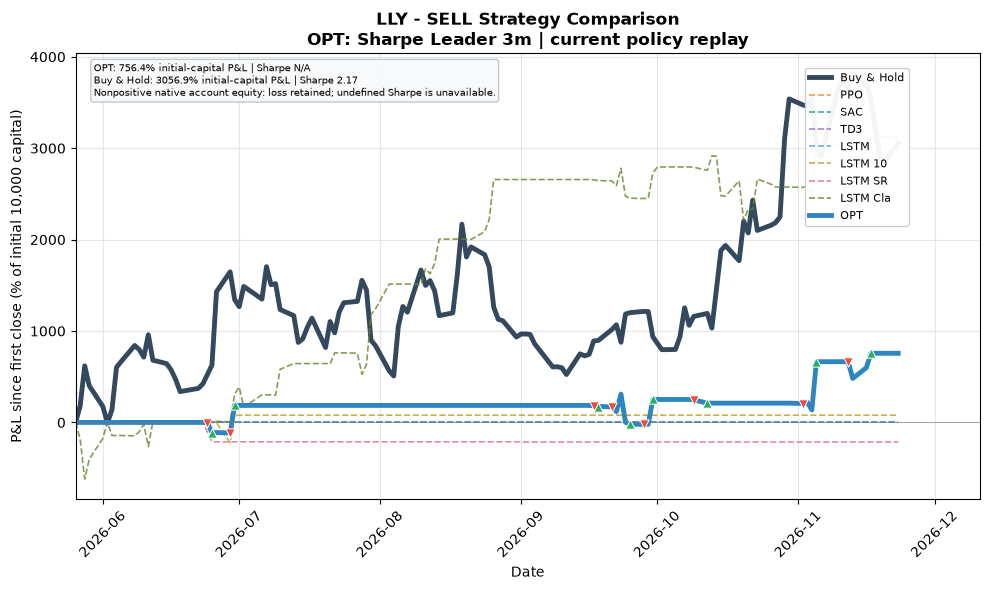 LLY - SELL Strategy Comparison
OPT: Sharpe Leader 3m | current policy replay
OPT: 756.4% initial-capital P&L | Sharpe N/A
Buy & Hold: 3056.9% initial-capital P&L | Sharpe 2.17
Nonpositive native account equity: loss retained; undefined Sharpe is unavailable.
Buy & Hold
PPO
SAC
TD3
LSTM
LSTM 10
LSTM SR
LSTM Cla
OPT
P&L since first close (% of initial 10,000 capital)
4000
3000
2000
1000
0
2026-06
2026-07
2026-08
2026-09
2026-10
2026-11
2026-12
Date